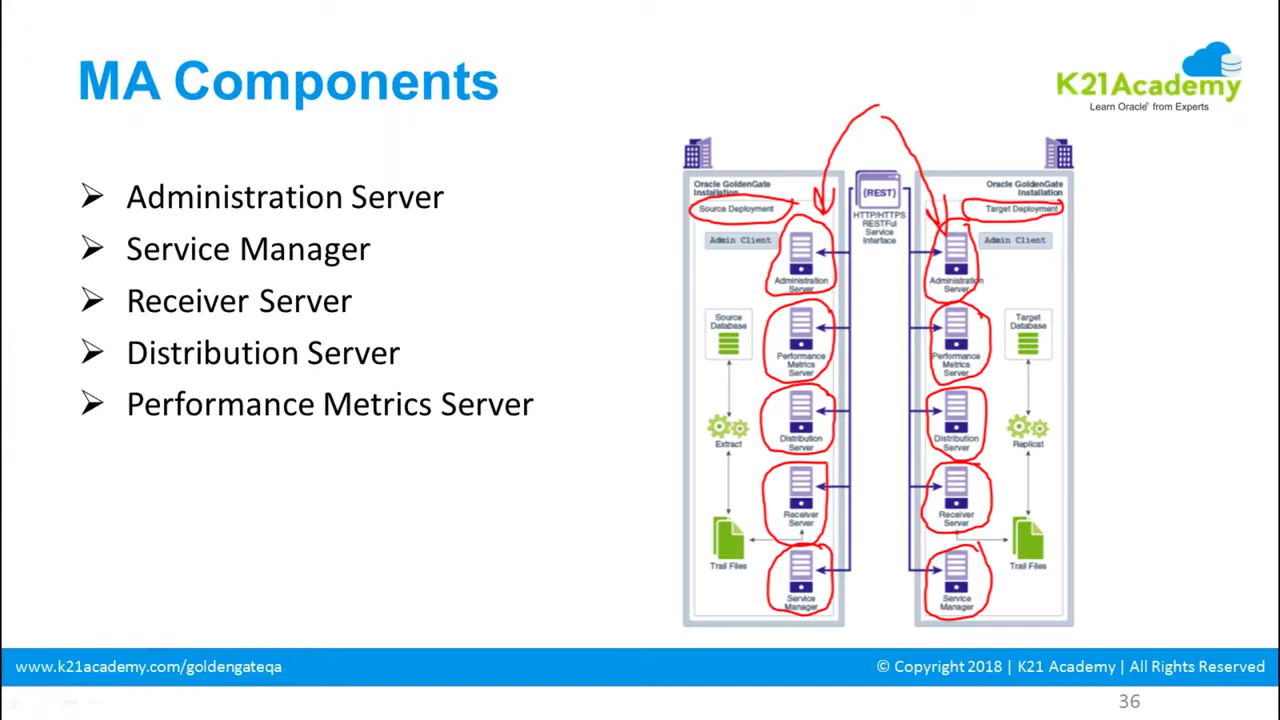 MA Components
K21Academy
Learn Oracle® from Experts
Administration Server
Service Manager
Receiver Server
Distribution Server
Performance Metrics Server
Oracle GoldenGate
Installation
Source Deployment
Admin Client
Administration
Server
Source
Database
Performance
Metrics
Server
Extract
Distribution
Server
Receiver
Server
Trail Files
Service
Manager
{REST}
HTTP/HTTPS
RESTFul
Service
Interface
Oracle GoldenGate
Installation
Target Deployment
Admin Client
Administration
Server
Performance
Metrics
Server
Target
Database
Distribution
Server
Replicat
Receiver
Server
Trail Files
Service
Manager
www.k21academy.com/goldengateqa
© Copyright 2018 | K21 Academy | All Rights Reserved
36